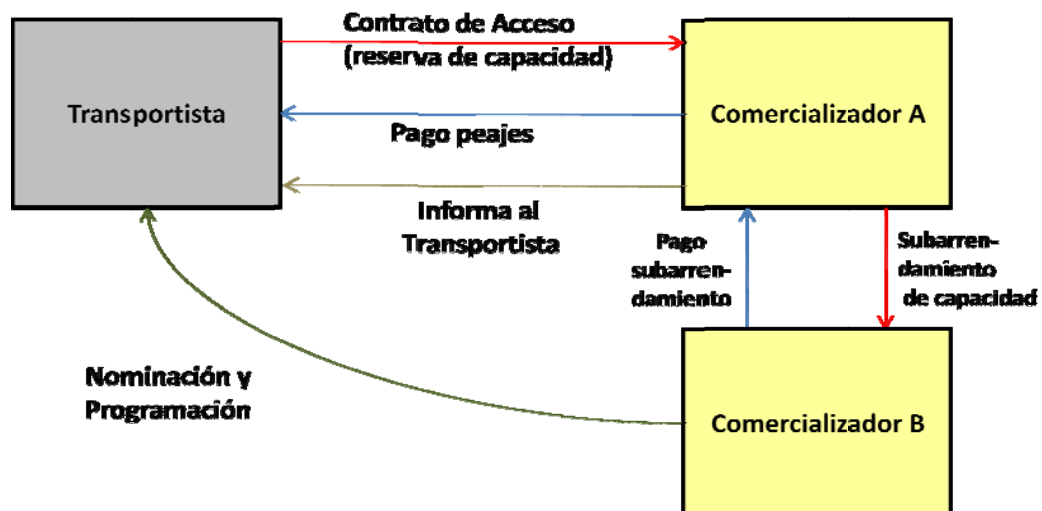 Contrato de Acceso
(reserva de capacidad)
Transportista
Comercializador A
Pago peajes
Informa al
Transportista
Pago
subarren-
damiento
Subarren-
damiento
de capacidad
Nominación y
Programación
Comercializador B